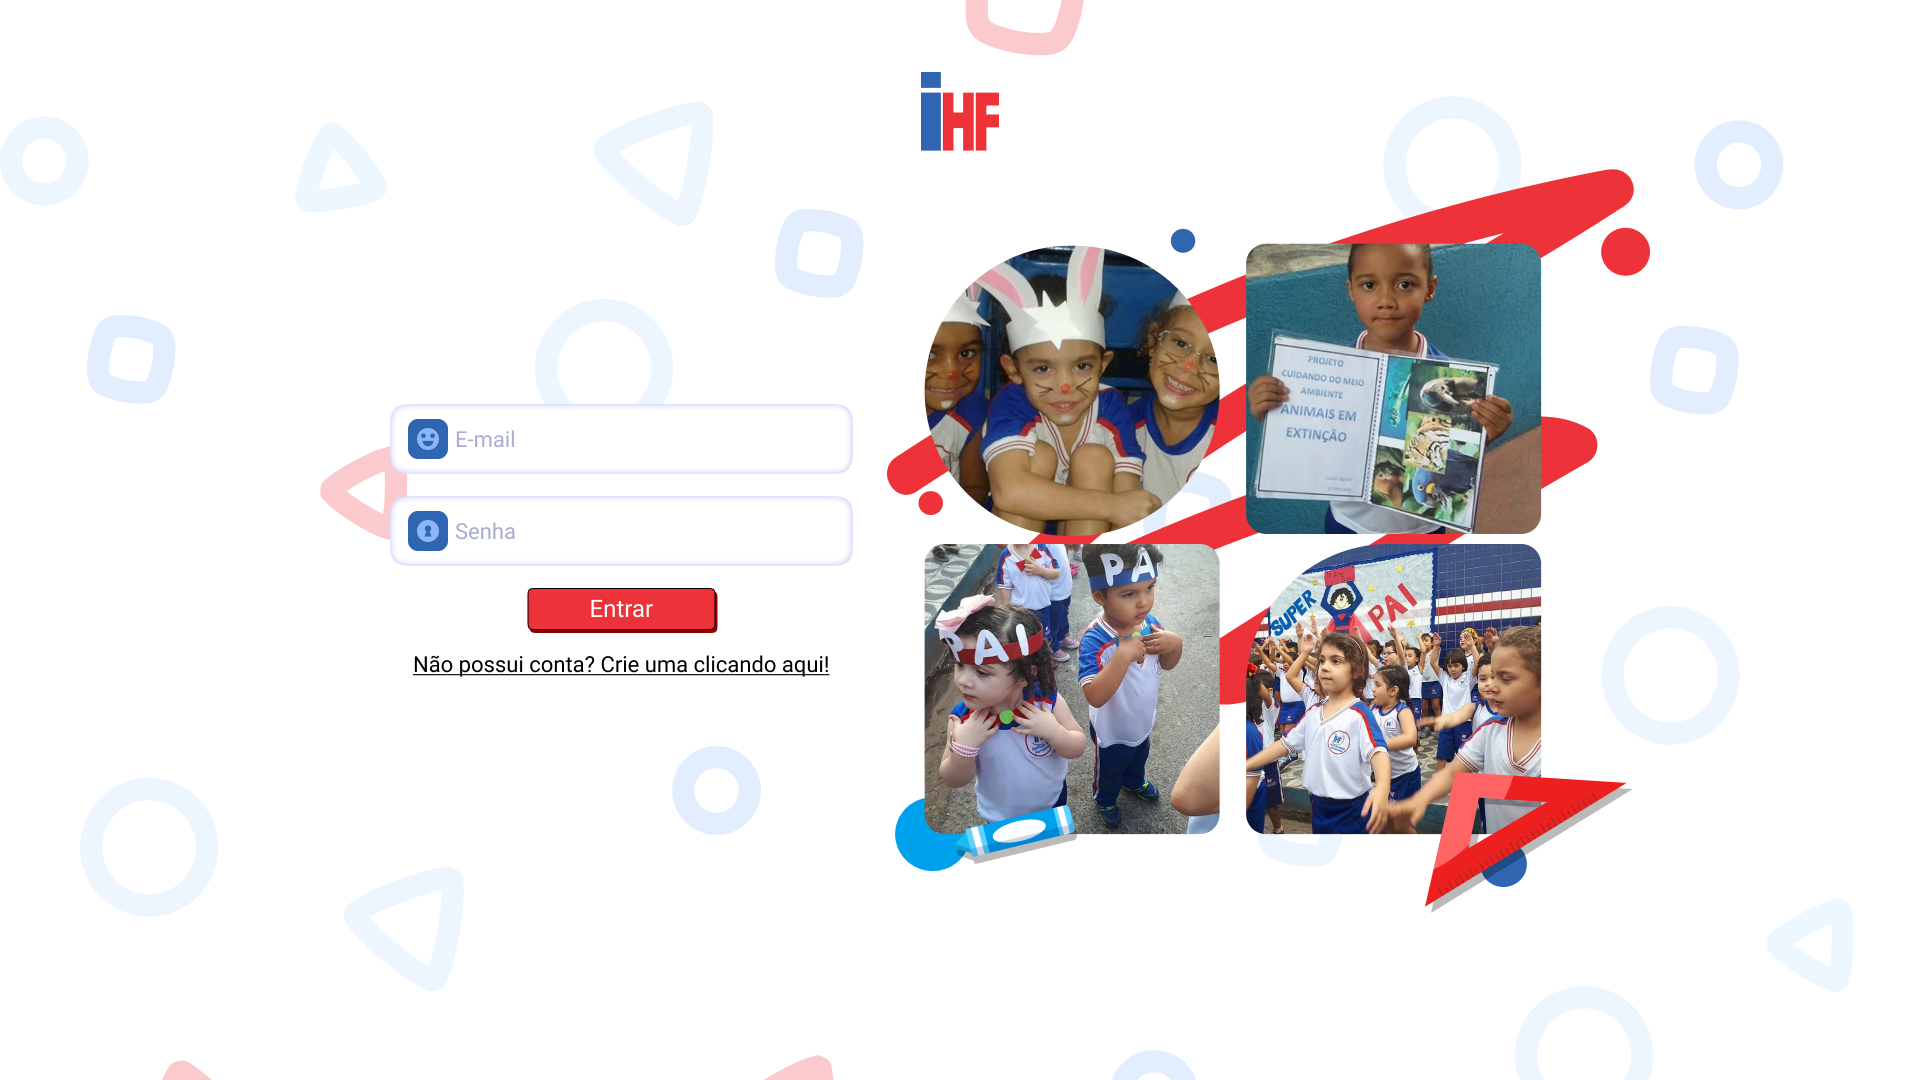 iHF
E-mail
Senha
Entrar
Não possui conta? Crie uma clicando aqui!
PROJETO
CUIDANDO DO MEIO
AMBIENTE
ANIMAIS EM
EXTINÇÃO
PAI
PA
SUPER
PAI